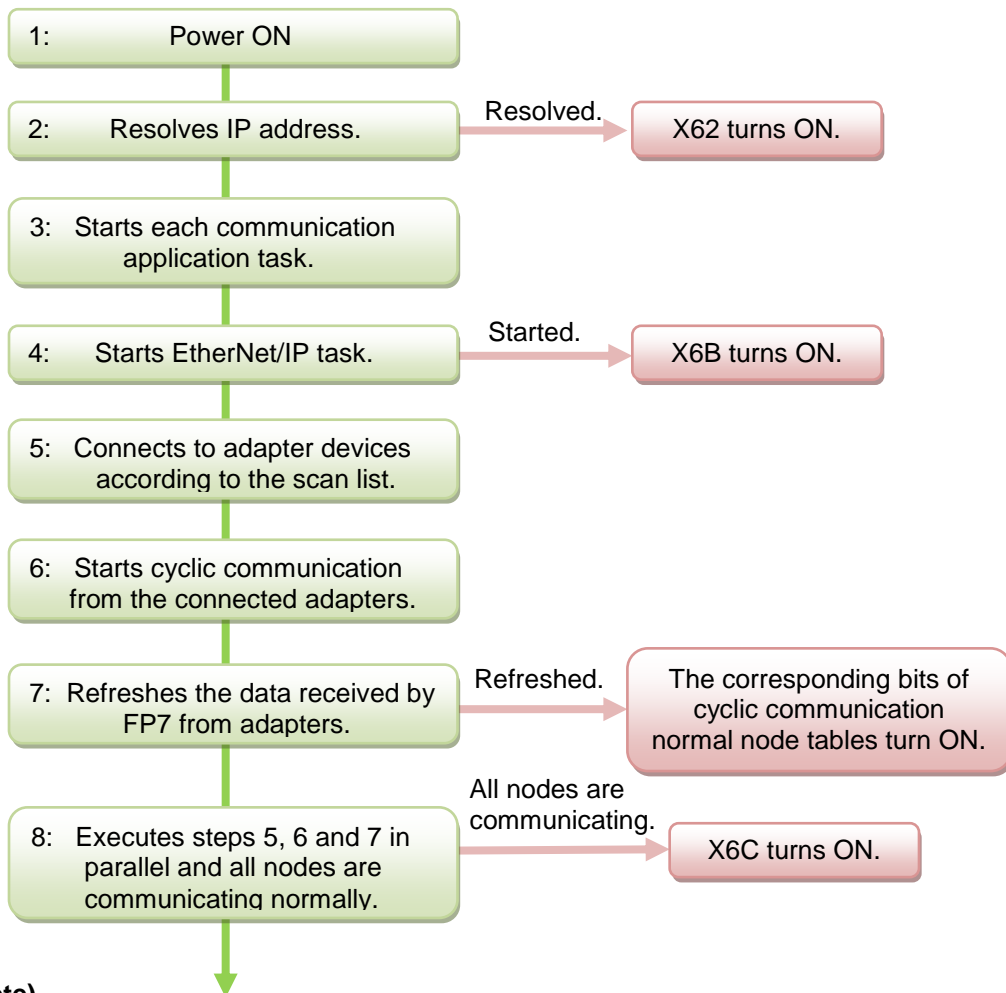 1: Power ON
2: Resolves IP address.
Resolved.
X62 turns ON.
3: Starts each communication
application task.
4: Starts EtherNet/IP task.
Started.
X6B turns ON.
5: Connects to adapter devices
according to the scan list.
6: Starts cyclic communication
from the connected adapters.
7: Refreshes the data received by
FP7 from adapters.
Refreshed.
The corresponding bits of
cyclic communication
normal node tables turn ON.
8: Executes steps 5, 6 and 7 in
parallel and all nodes are
communicating normally.
All nodes are
communicating.
X6C turns ON.